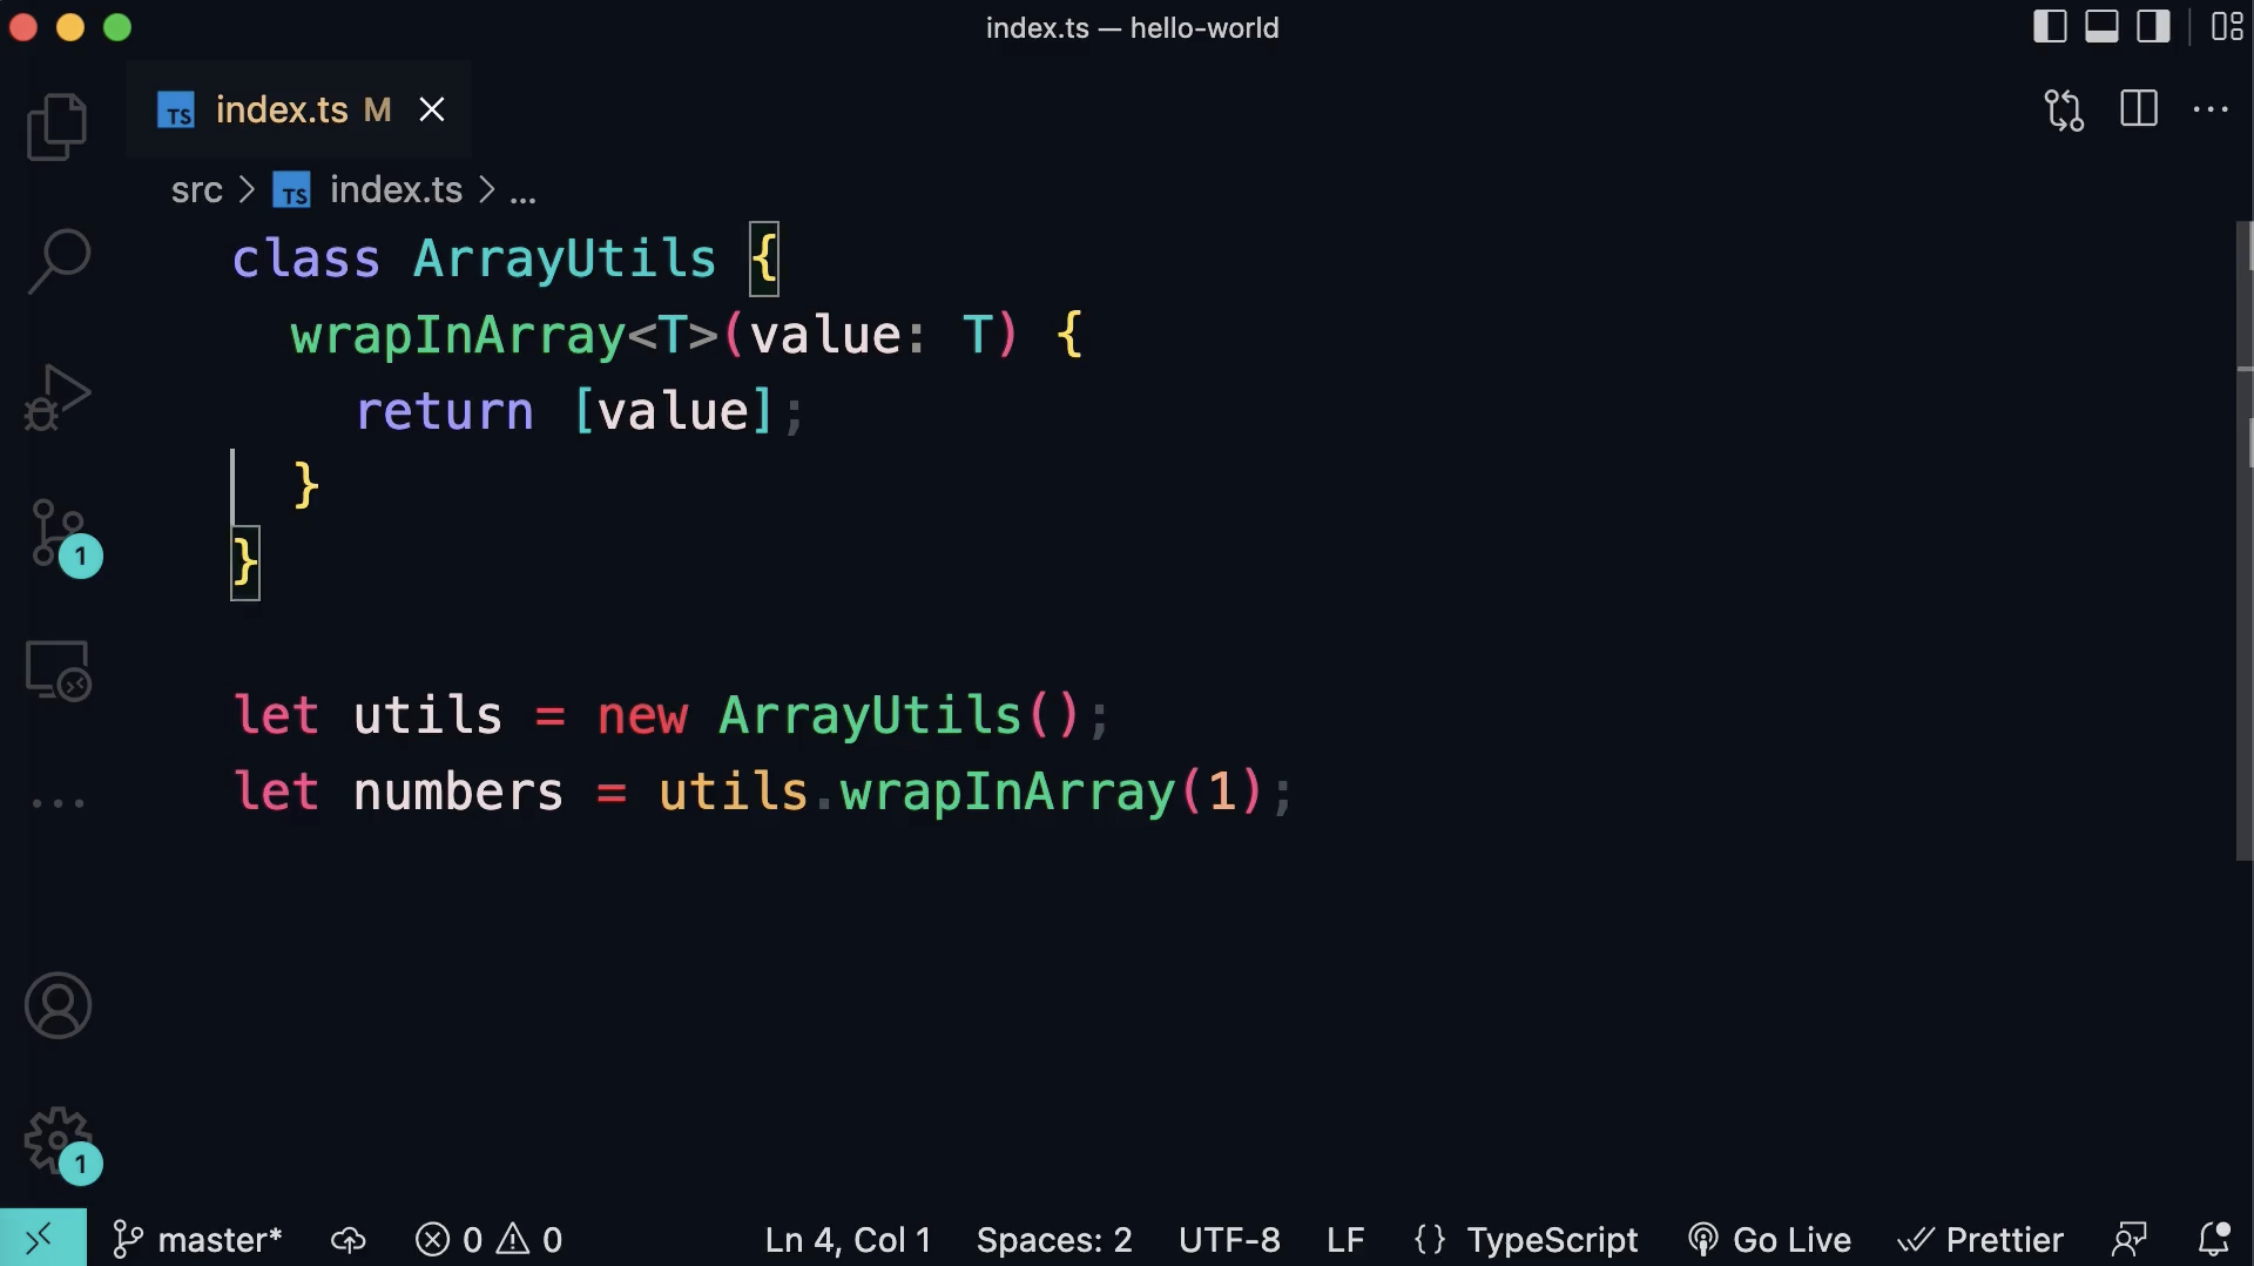 index.ts — hello-world
TS index.ts M
src > TS index.ts > ...
class ArrayUtils {
  wrapInArray<T>(value: T) {
    return [value];
  }
}
let utils = new ArrayUtils();
let numbers = utils.wrapInArray(1);
1
1
master* 0 0 Ln 4, Col 1 Spaces: 2 UTF-8 LF {} TypeScript Go Live Prettier